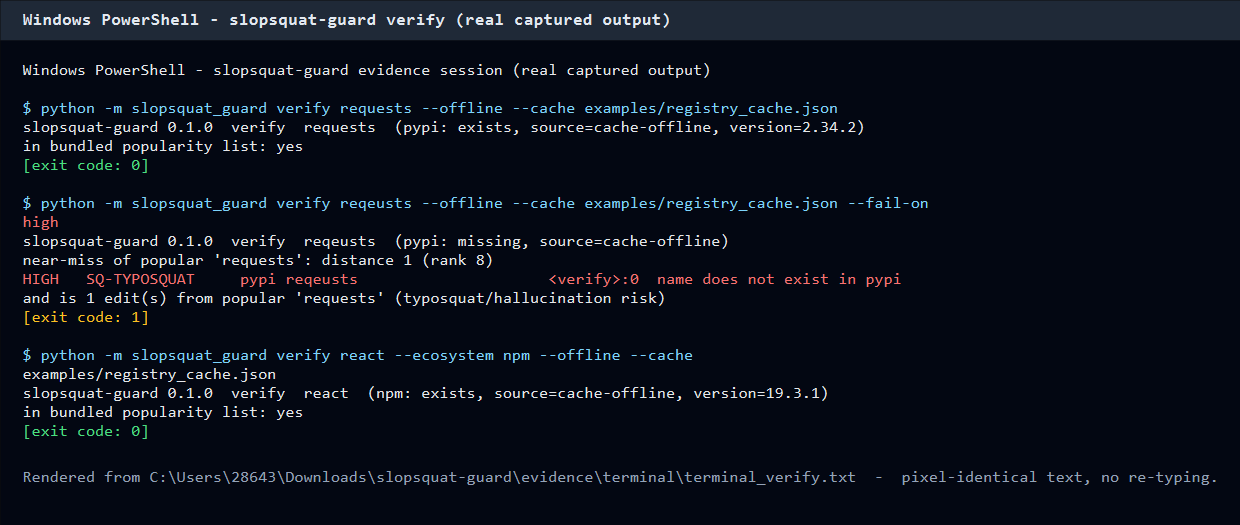 Windows PowerShell - slopsquat-guard verify (real captured output)
Windows PowerShell - slopsquat-guard evidence session (real captured output)
$ python -m slopsquat_guard verify requests --offline --cache examples/registry_cache.json
slopsquat-guard 0.1.0  verify  requests  (pypi: exists, source=cache-offline, version=2.34.2)
in bundled popularity list: yes
[exit code: 0]
$ python -m slopsquat_guard verify reqeusts --offline --cache examples/registry_cache.json --fail-on
high
slopsquat-guard 0.1.0  verify  reqeusts  (pypi: missing, source=cache-offline)
near-miss of popular 'requests': distance 1 (rank 8)
HIGH   SQ-TYPOSQUAT     pypi reqeusts                     <verify>:0  name does not exist in pypi
and is 1 edit(s) from popular 'requests' (typosquat/hallucination risk)
[exit code: 1]
$ python -m slopsquat_guard verify react --ecosystem npm --offline --cache
examples/registry_cache.json
slopsquat-guard 0.1.0  verify  react  (npm: exists, source=cache-offline, version=19.3.1)
in bundled popularity list: yes
[exit code: 0]
Rendered from C:\Users\28643\Downloads\slopsquat-guard\evidence\terminal\terminal_verify.txt  -  pixel-identical text, no re-typing.